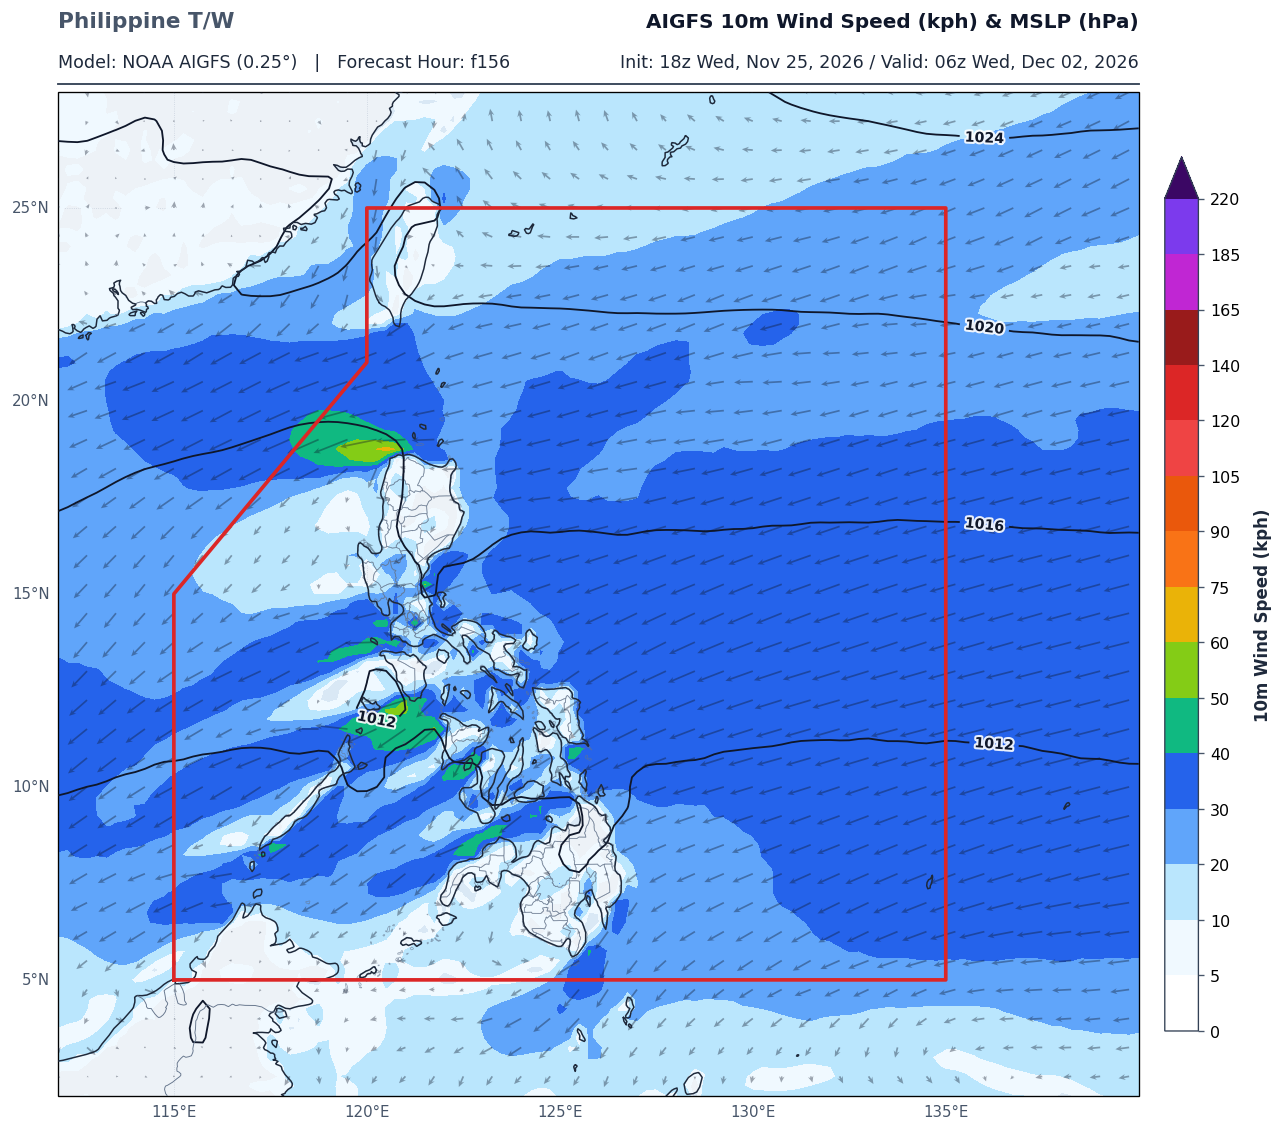 Philippine T/W
AIGFS 10m Wind Speed (kph) & MSLP (hPa)
Model: NOAA AIGFS (0.25°) | Forecast Hour: f156
Init: 18z Wed, Nov 25, 2026 / Valid: 06z Wed, Dec 02, 2026
1024
25°N
1020
20°N
1016
15°N
1012
1012
10°N
5°N
115°E
120°E
125°E
130°E
135°E
220
185
165
140
120
105
90
75
60
50
40
30
20
10
5
0
10m Wind Speed (kph)